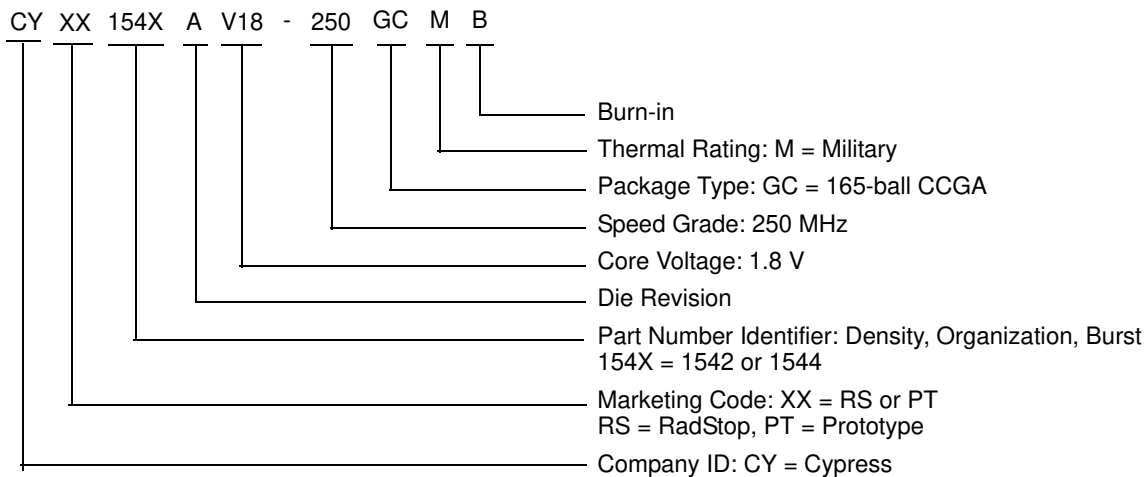 CY XX 154X A V18 - 250 GC M B
Burn-in
Thermal Rating: M = Military
Package Type: GC = 165-ball CCGA
Speed Grade: 250 MHz
Core Voltage: 1.8 V
Die Revision
Part Number Identifier: Density, Organization, Burst
154X = 1542 or 1544
Marketing Code: XX = RS or PT
RS = RadStop, PT = Prototype
Company ID: CY = Cypress